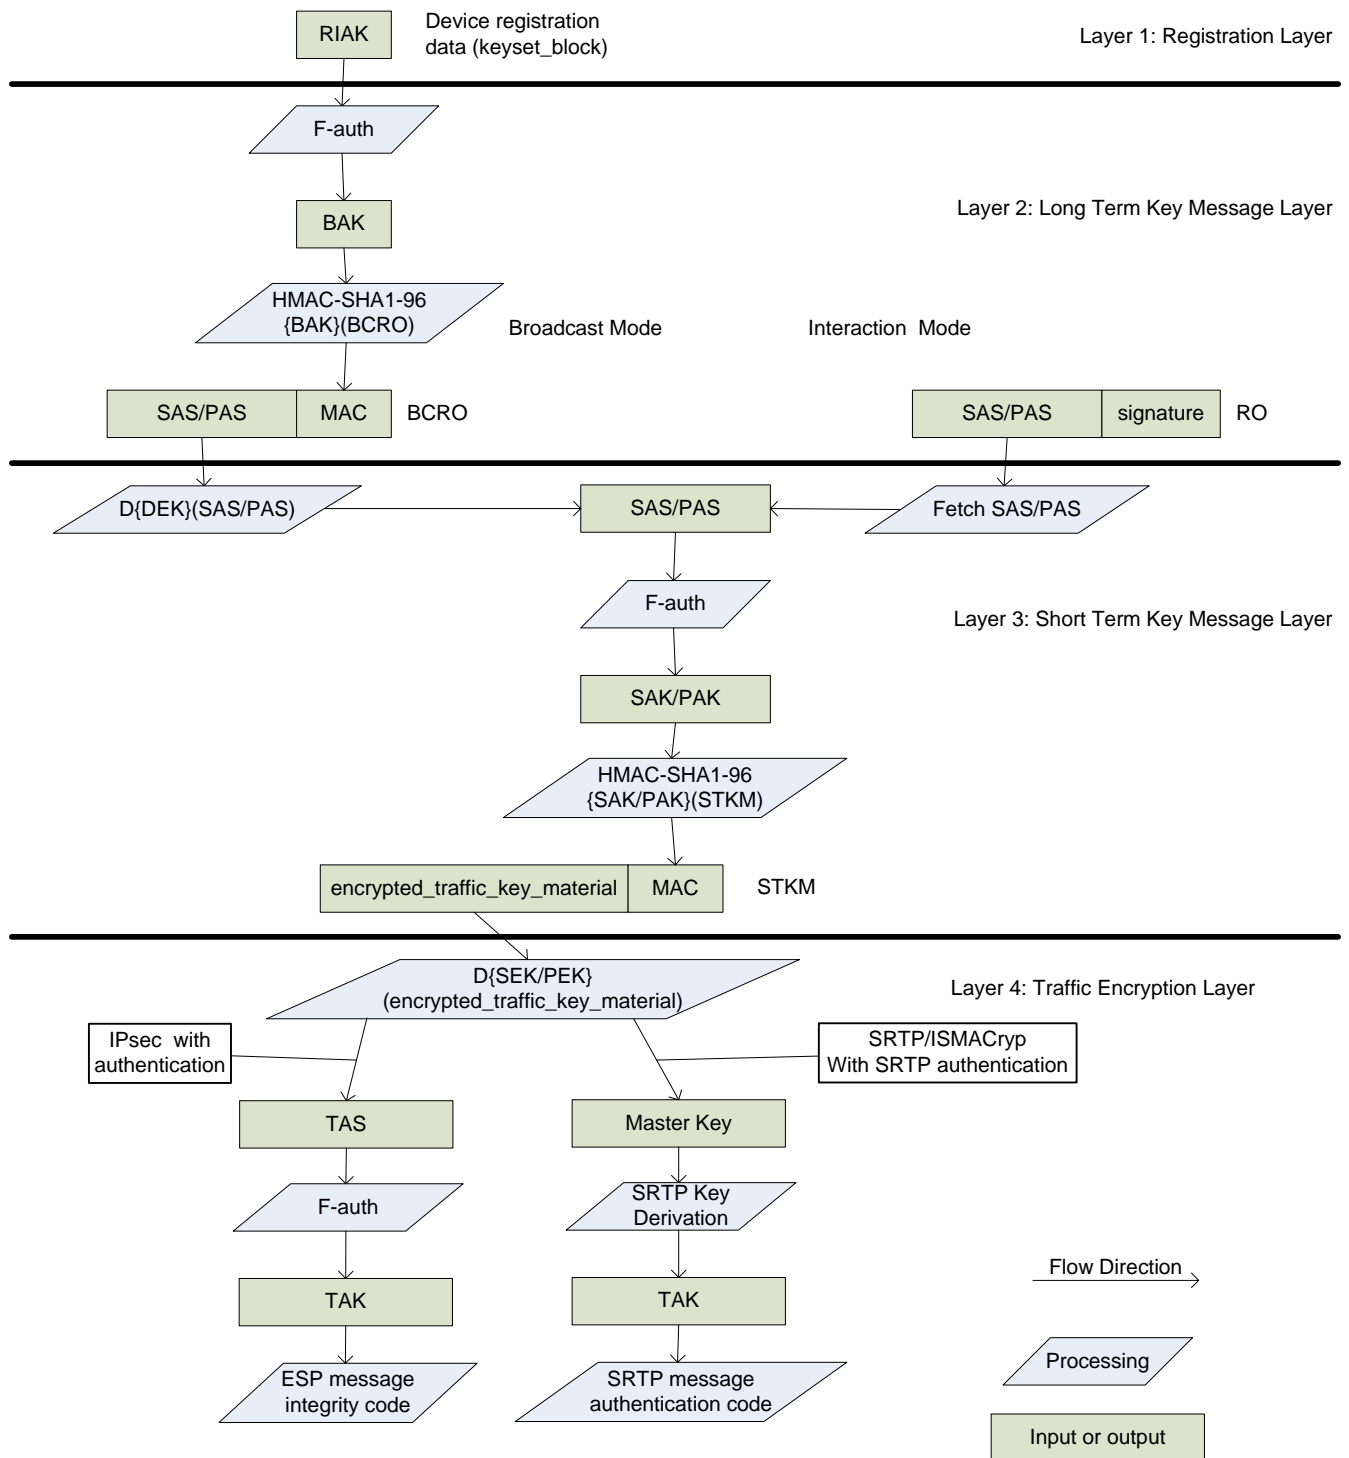 RIAK
Device registration
data (keyset_block)
Layer 1: Registration Layer
F-auth
BAK
Layer 2: Long Term Key Message Layer
HMAC-SHA1-96
{BAK}(BCRO)
Broadcast Mode
Interaction Mode
SAS/PAS
MAC
BCRO
SAS/PAS
signature
RO
D{DEK}(SAS/PAS)
SAS/PAS
Fetch SAS/PAS
F-auth
Layer 3: Short Term Key Message Layer
SAK/PAK
HMAC-SHA1-96
{SAK/PAK}(STKM)
encrypted_traffic_key_material
MAC
STKM
D{SEK/PEK}
(encrypted_traffic_key_material)
Layer 4: Traffic Encryption Layer
IPsec with
authentication
SRTP/ISMACryp
With SRTP authentication
TAS
Master Key
F-auth
SRTP Key
Derivation
Flow Direction
TAK
TAK
Processing
ESP message
integrity code
SRTP message
authentication code
Input or output